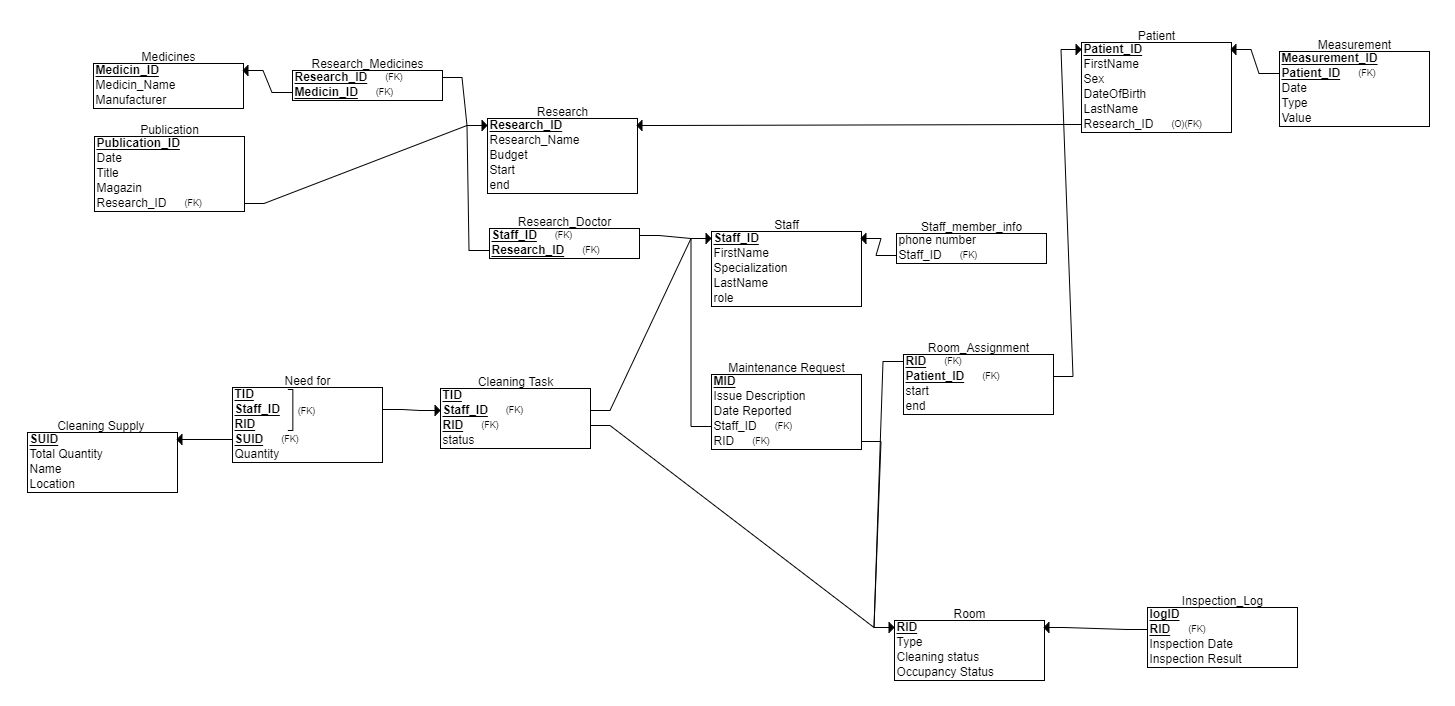 Medicines
Medicin_ID
Medicin_Name
Manufacturer
Research_Medicines
Research_ID (FK)
Medicin_ID (FK)
Patient
Patient_ID
FirstName
Sex
DateOfBirth
LastName
Research_ID (O)(FK)
Measurement
Measurement_ID
Patient_ID (FK)
Date
Type
Value
Publication
Publication_ID
Date
Title
Magazin
Research_ID (FK)
Research
Research_ID
Research_Name
Budget
Start
end
Research_Doctor
Staff_ID (FK)
Research_ID (FK)
Staff
Staff_ID
FirstName
Specialization
LastName
role
Staff_member_info
phone number
Staff_ID (FK)
Room_Assignment
RID (FK)
Patient_ID (FK)
start
end
Maintenance Request
MID
Issue Description
Date Reported
Staff_ID (FK)
RID (FK)
Cleaning Task
TID
Staff_ID (FK)
RID (FK)
status
Need for
TID
Staff_ID (FK)
RID
SUID (FK)
Quantity
Cleaning Supply
SUID
Total Quantity
Name
Location
Room
RID
Type
Cleaning status
Occupancy Status
Inspection_Log
logID
RID (FK)
Inspection Date
Inspection Result